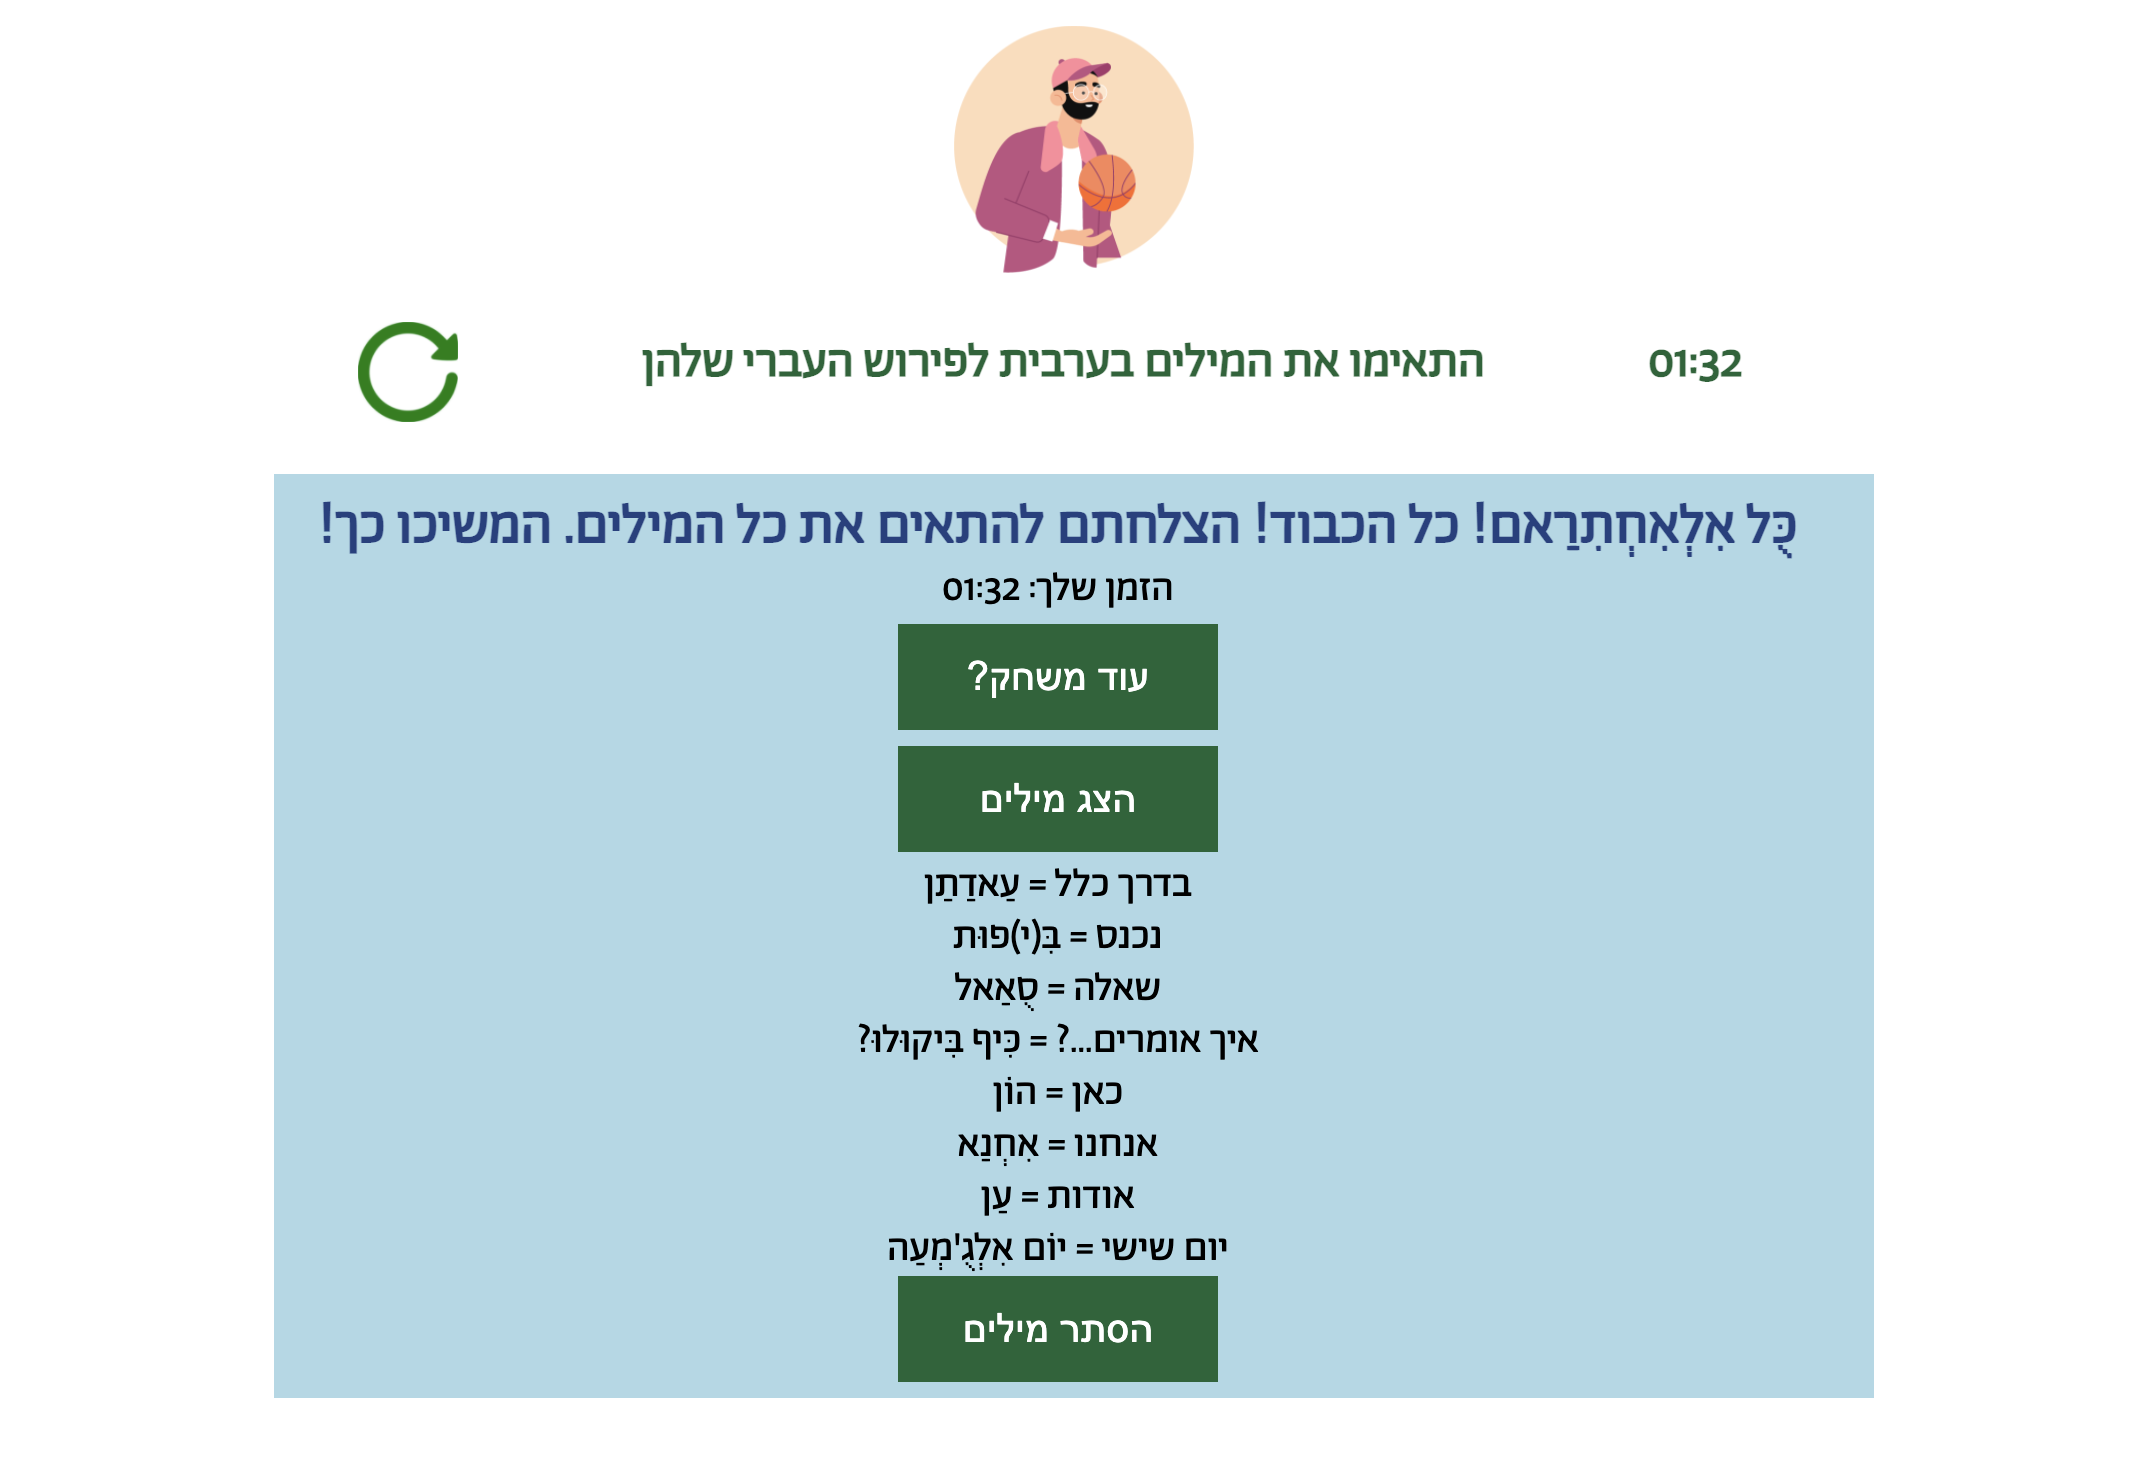 01:32
התאימו את המילים בערבית לפירוש העברי שלהן
כֻּל אִלְאִחְתִרַאם! כל הכבוד! הצלחתם להתאים את כל המילים. המשיכו כך!
הזמן שלך: 01:32
עוד משחק?
הצג מילים
בדרך כלל = עַאדַתַן
נכנס = בִּ(י)פוּת
שאלה = סֻאַאל
איך אומרים...? = כִּיף בִּיקוּלוּ?
כאן = הוֹן
אנחנו = אִחְנַא
אודות = עַן
יום שישי = יוֹם אִלְגֻ'מְעַה
הסתר מילים